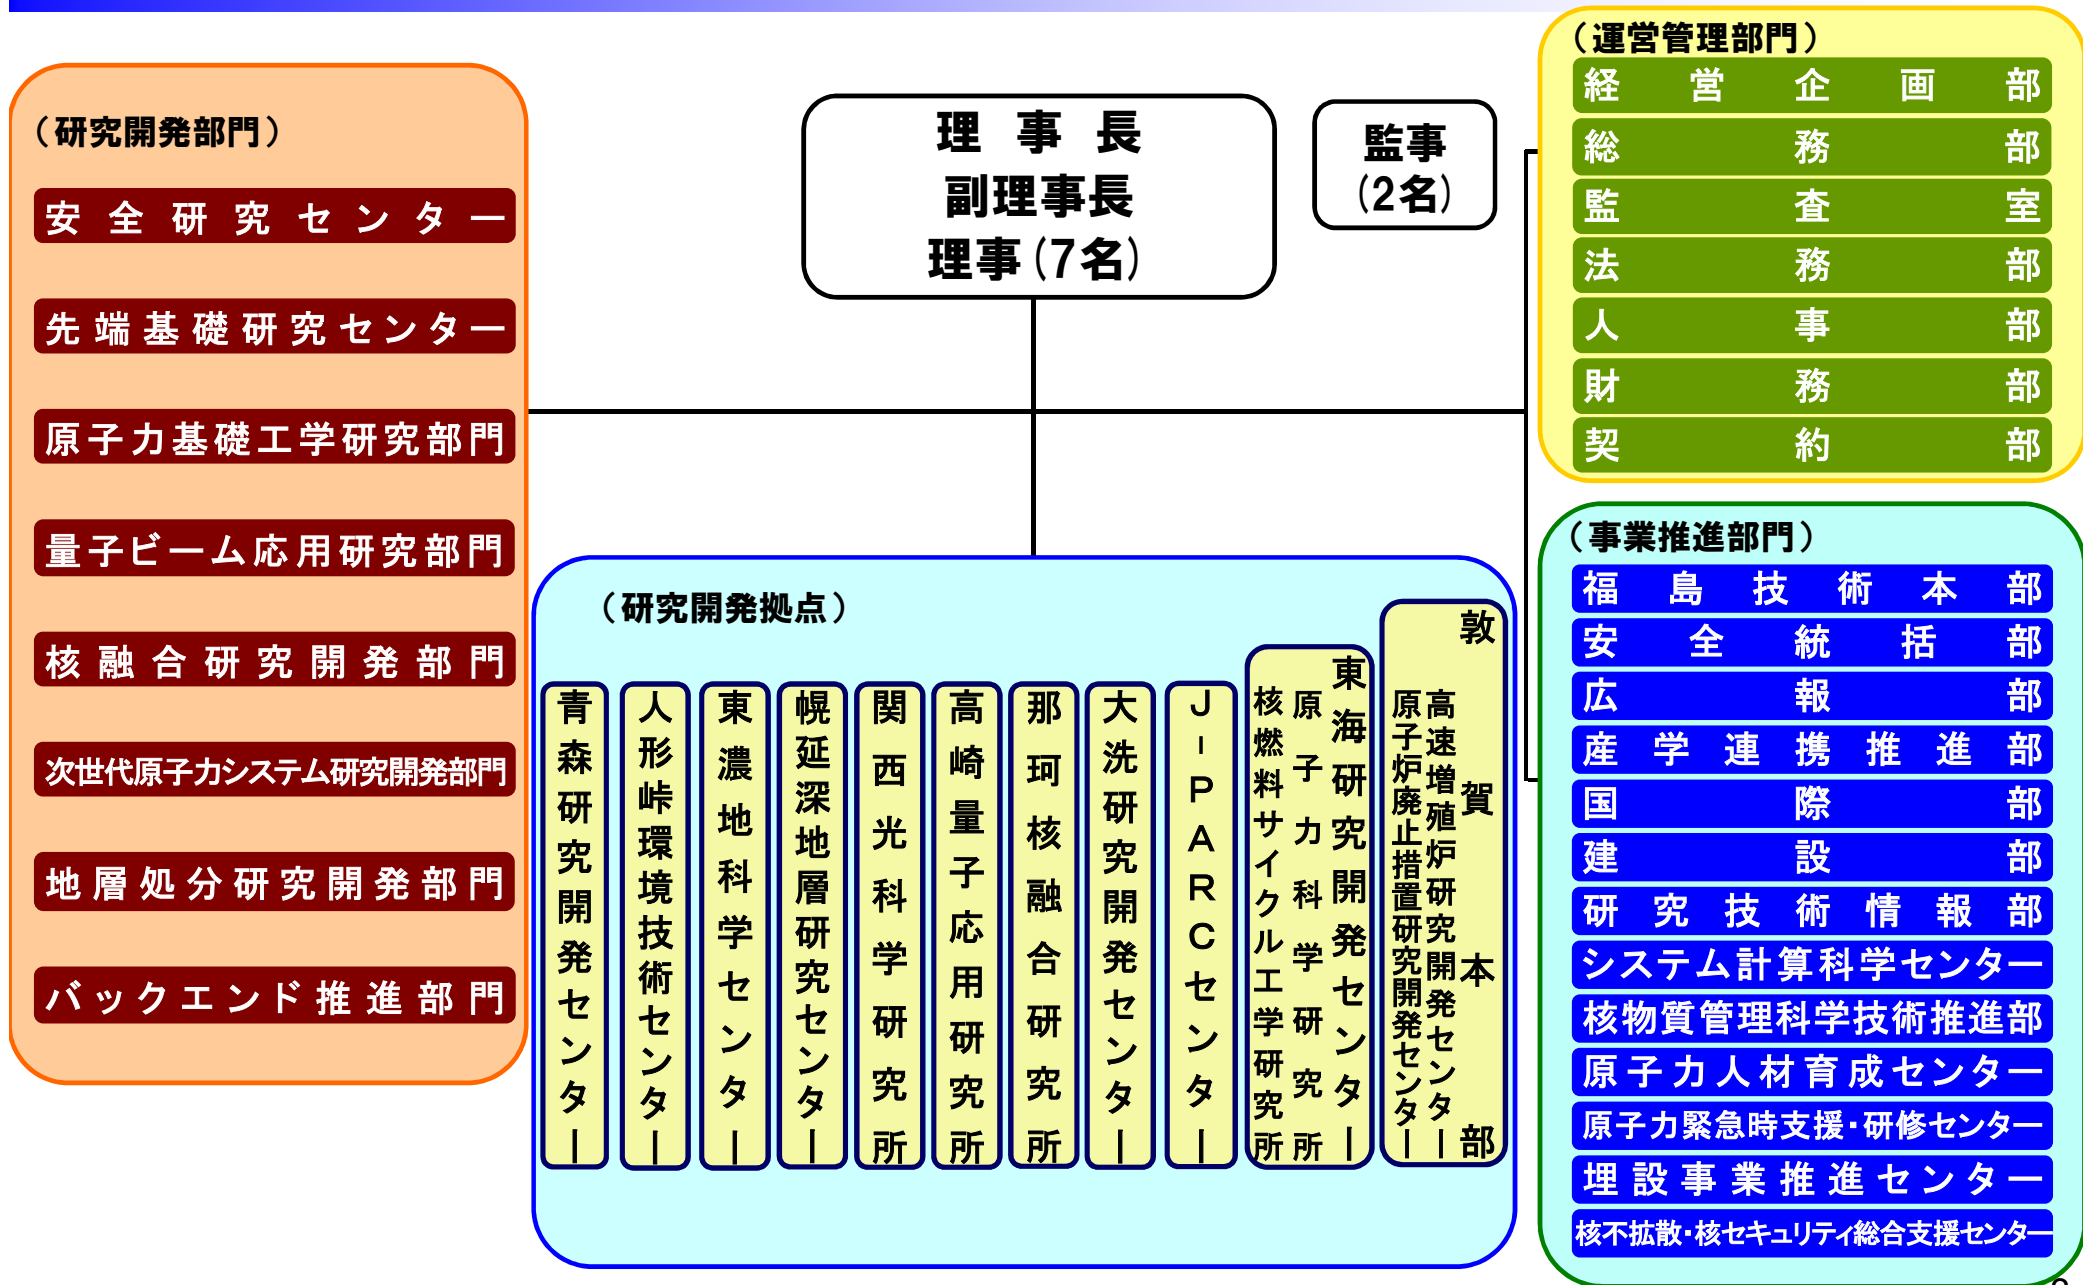 （研究開発部門）
安全研究センター
先端基礎研究センター
原子力基礎工学研究部門
量子ビーム応用研究部門
核融合研究開発部門
次世代原子力システム研究開発部門
地層処分研究開発部門
バックエンド推進部門
理事長
副理事長
理事(7名)
監事
(2名)
（運営管理部門）
経営企画部
総務部
監査室
法務部
人事部
財務部
契約部
（研究開発拠点）
青森研究開発センター
人形峠環境技術センター
東濃地科学センター
幌延深地層研究センター
関西光科学研究所
高崎量子応用研究所
那珂核融合研究所
大洗研究開発センター
J-PARCセンター
東海研究開発センター
原子力科学研究所
核燃料サイクル工学研究所
敦賀本部
高速増殖炉研究開発センター
原子炉廃止措置研究開発センター
（事業推進部門）
福島技術本部
安全統括部
広報部
産学連携推進部
国際部
建設部
研究技術情報部
システム計算科学センター
核物質管理科学技術推進部
原子力人材育成センター
原子力緊急時支援・研修センター
埋設事業推進センター
核不拡散・核セキュリティ総合支援センター